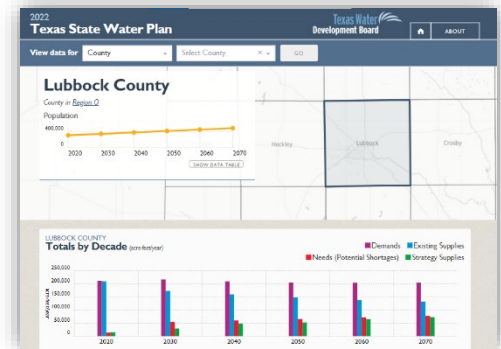 2022
Texas State Water Plan
Texas Water
Development Board
ABOUT
View data for
County
Select County
GO
Lubbock County
County in Region O
Population
400,000
0
2020 2030 2040 2050 2060 2070
SHOW DATA TABLE
Hockley
Lubbock
Crosby
LUBBOCK COUNTY
Totals by Decade (acre-feet/year)
Demands Existing Supplies
Needs (Potential Shortages) Strategy Supplies
250,000
200,000
150,000
100,000
50,000
0
acre-feet/year
2020 2030 2040 2050 2060 2070